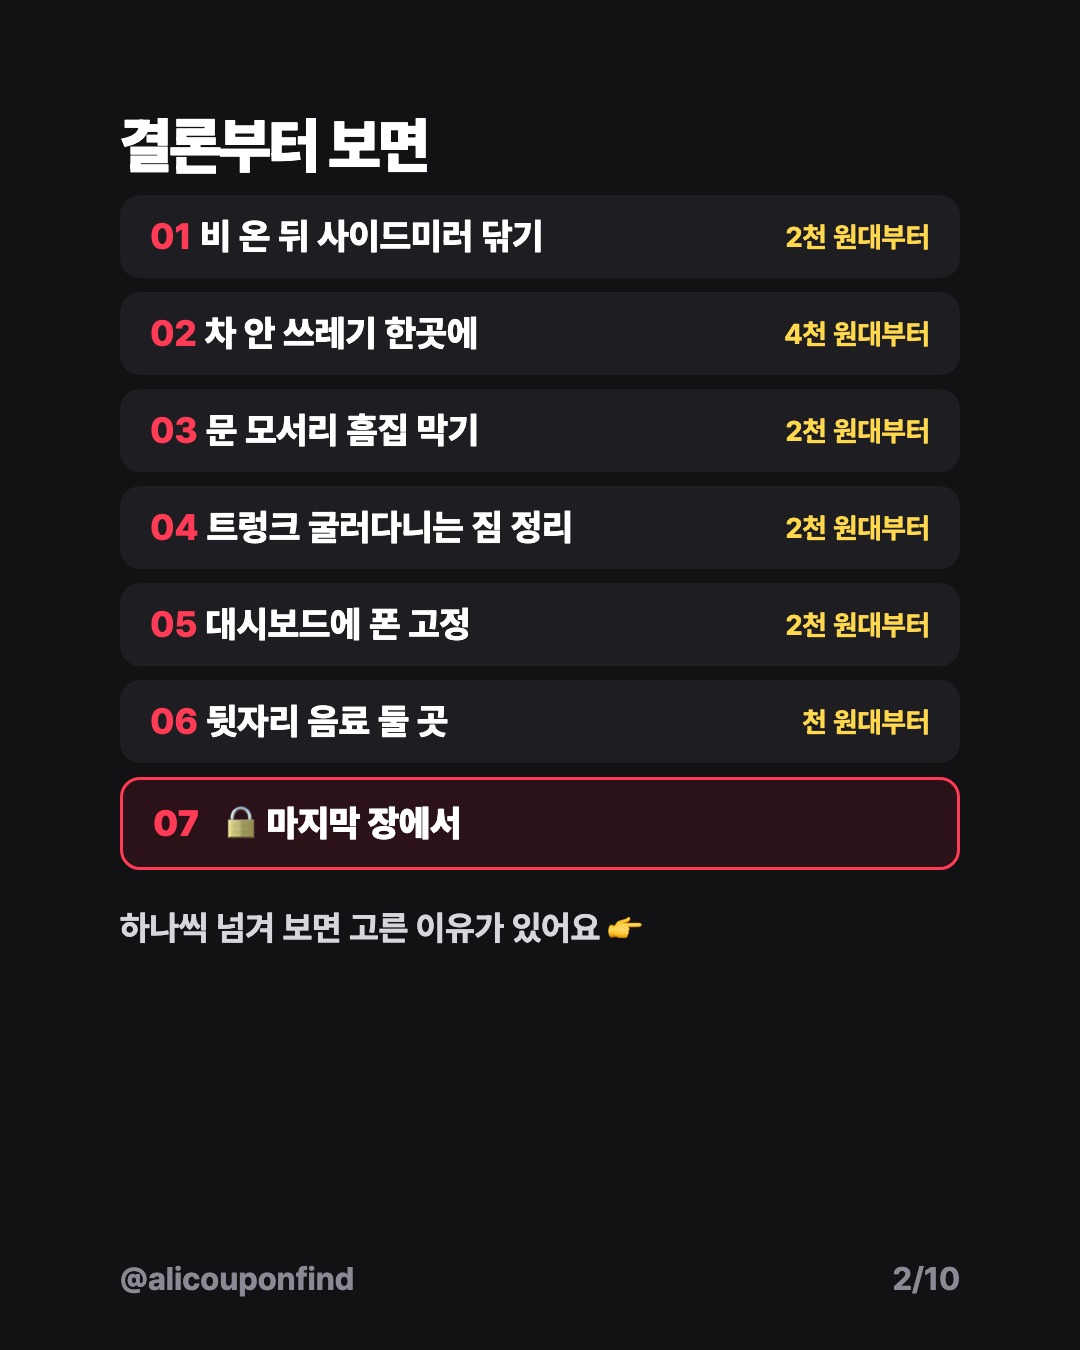 결론부터 보면
01 비 온 뒤 사이드미러 닦기 2천 원대부터
02 차 안 쓰레기 한곳에 4천 원대부터
03 문 모서리 흠집 막기 2천 원대부터
04 트렁크 굴러다니는 짐 정리 2천 원대부터
05 대시보드에 폰 고정 2천 원대부터
06 뒷자리 음료 둘 곳 천 원대부터
07 🔒 마지막 장에서
하나씩 넘겨 보면 고른 이유가 있어요 👉
@alicouponfind 2/10